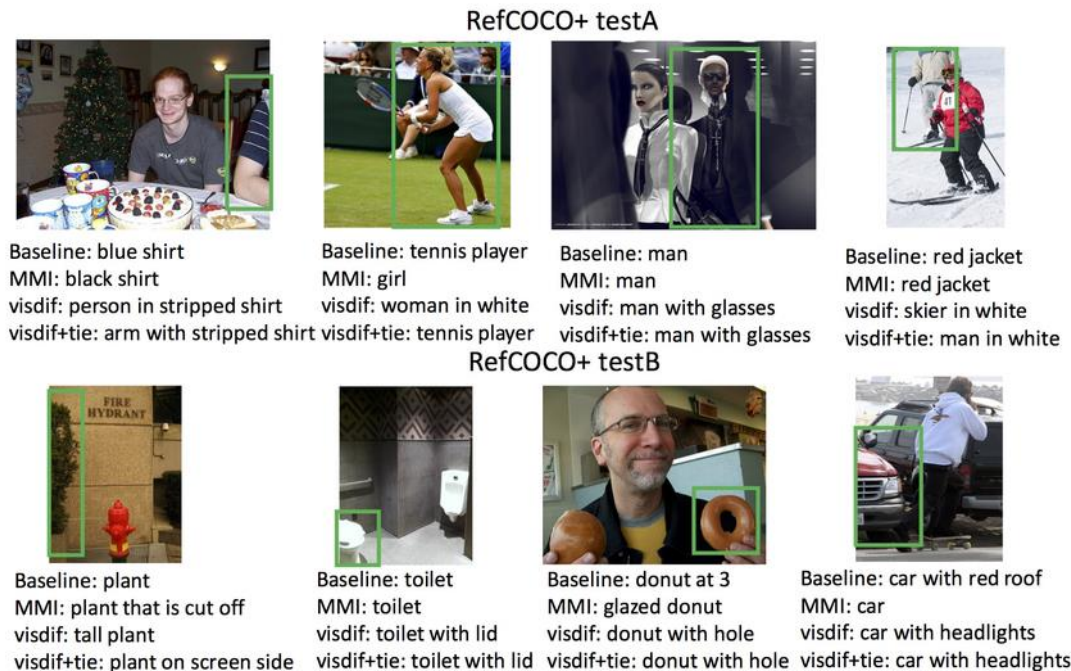 RefCOCO+ testA
4T
Baseline: blue shirt
MMI: black shirt
visdif: person in stripped shirt
visdif+tie: arm with stripped shirt
Baseline: tennis player
MMI: girl
visdif: woman in white
visdif+tie: tennis player
Baseline: man
MMI: man
visdif: man with glasses
visdif+tie: man with glasses
Baseline: red jacket
MMI: red jacket
visdif: skier in white
visdif+tie: man in white
RefCOCO+ testB
FIRE
HYDRANT
Baseline: plant
MMI: plant that is cut off
visdif: tall plant
visdif+tie: plant on screen side
Baseline: toilet
MMI: toilet
visdif: toilet with lid
visdif+tie: toilet with lid
Baseline: donut at 3
MMI: glazed donut
visdif: donut with hole
visdif+tie: donut with hole
Baseline: car with red roof
MMI: car
visdif: car with headlights
visdif+tie: car with headlights